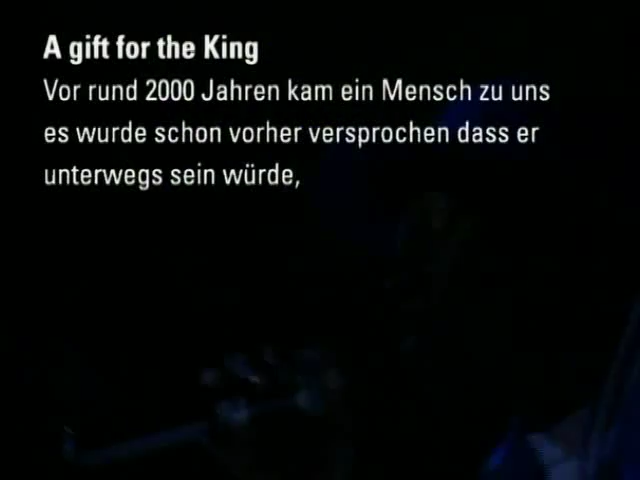 A gift for the King
Vor rund 2000 Jahren kam ein Mensch zu uns
es wurde schon vorher versprochen dass er
unterwegs sein würde,